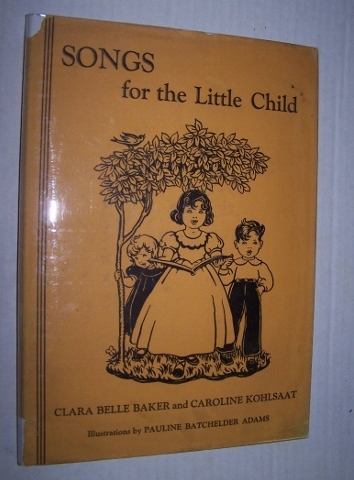 SONGS
for the Little Child
CLARA BELLE BAKER and CAROLINE KOHLSAAT
Illustrations by PAULINE BATCHELDER ADAMS